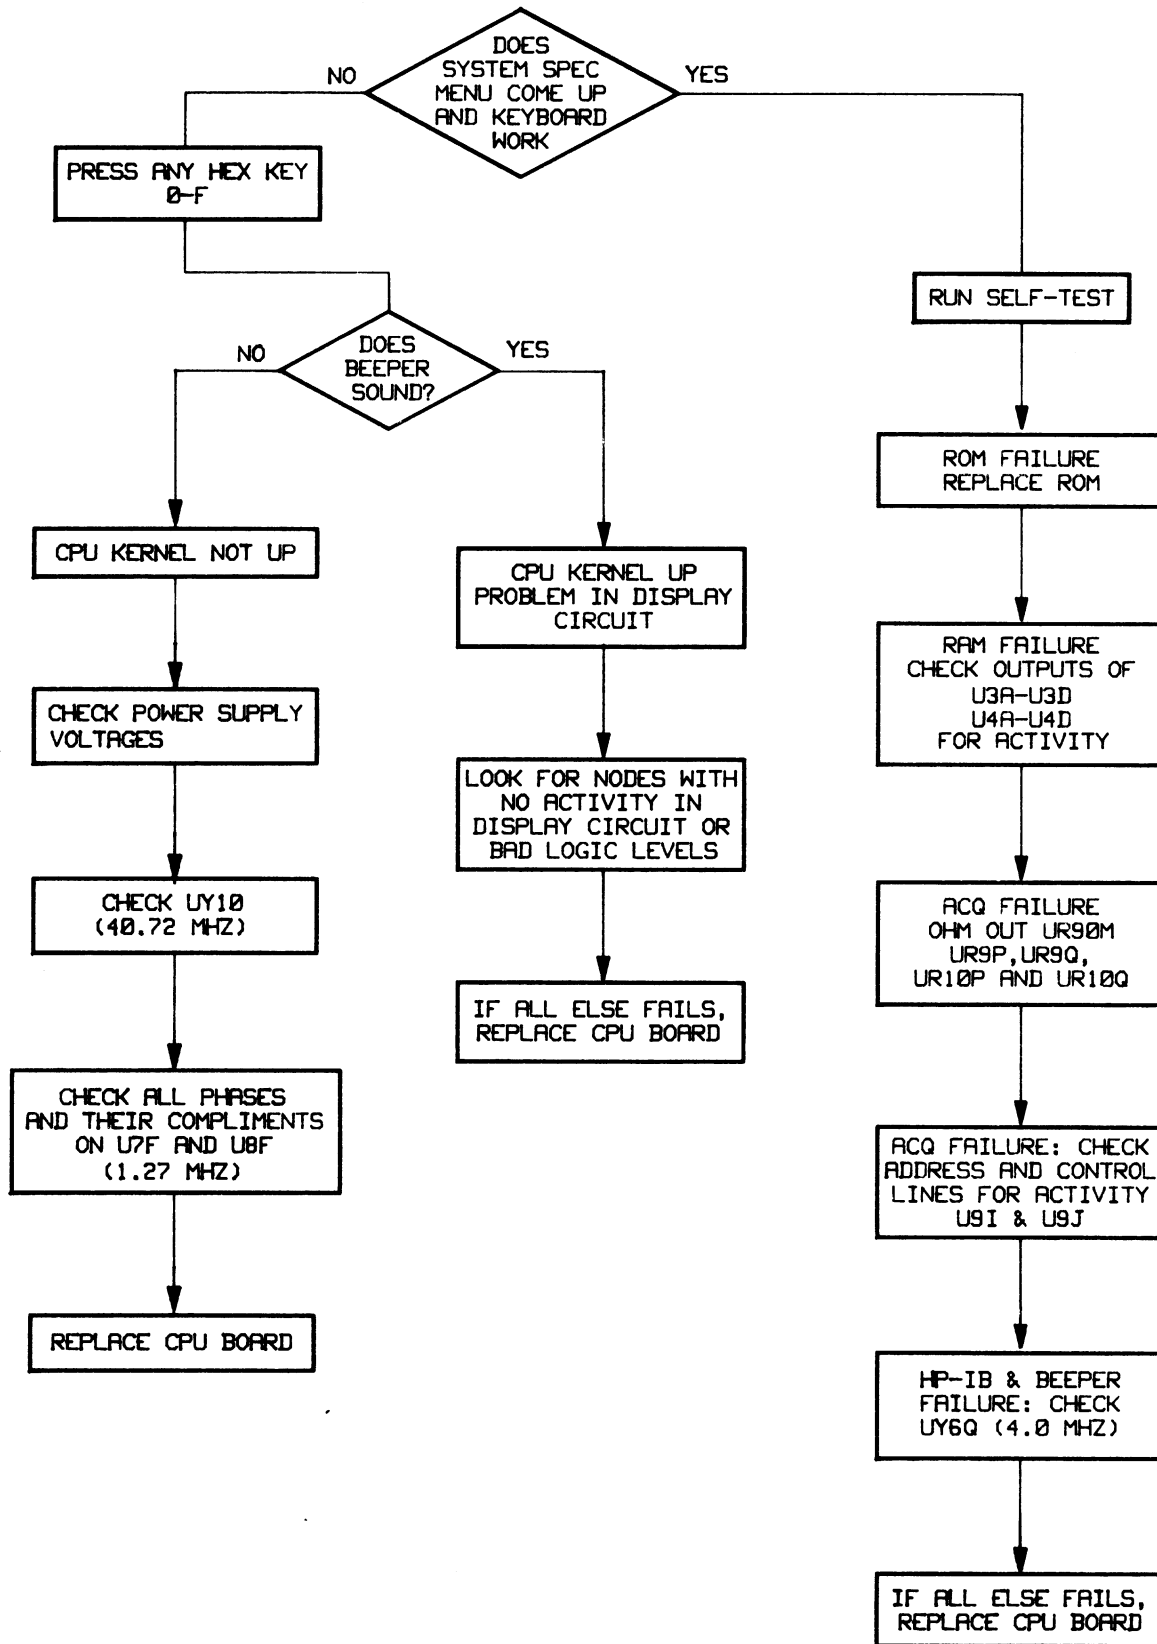 DOES
SYSTEM SPEC
MENU COME UP
AND KEYBOARD
WORK
NO
YES
PRESS ANY HEX KEY
0-F
RUN SELF-TEST
DOES
BEEPER
SOUND?
NO
YES
CPU KERNEL NOT UP
CHECK POWER SUPPLY
VOLTAGES
CHECK UY10
(40.72 MHZ)
CHECK ALL PHASES
AND THEIR COMPLIMENTS
ON U7F AND U8F
(1.27 MHZ)
REPLACE CPU BOARD
CPU KERNEL UP
PROBLEM IN DISPLAY
CIRCUIT
LOOK FOR NODES WITH
NO ACTIVITY IN
DISPLAY CIRCUIT OR
BAD LOGIC LEVELS
IF ALL ELSE FAILS,
REPLACE CPU BOARD
ROM FAILURE
REPLACE ROM
RAM FAILURE
CHECK OUTPUTS OF
U3A-U3D
U4A-U4D
FOR ACTIVITY
ACQ FAILURE
OHM OUT UR90M
UR9P,UR9Q,
UR10P AND UR10Q
ACQ FAILURE: CHECK
ADDRESS AND CONTROL
LINES FOR ACTIVITY
U9I & U9J
HP-IB & BEEPER
FAILURE: CHECK
UY6Q (4.0 MHZ)
IF ALL ELSE FAILS,
REPLACE CPU BOARD